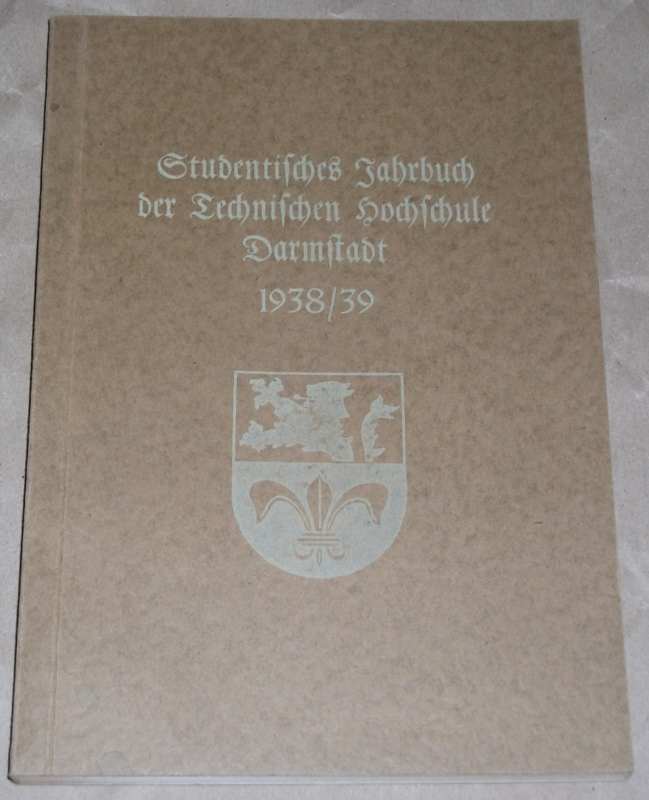 Studentiſches Jahrbuch
der Techniſchen Hochſchule
Darmſtadt
1938/39